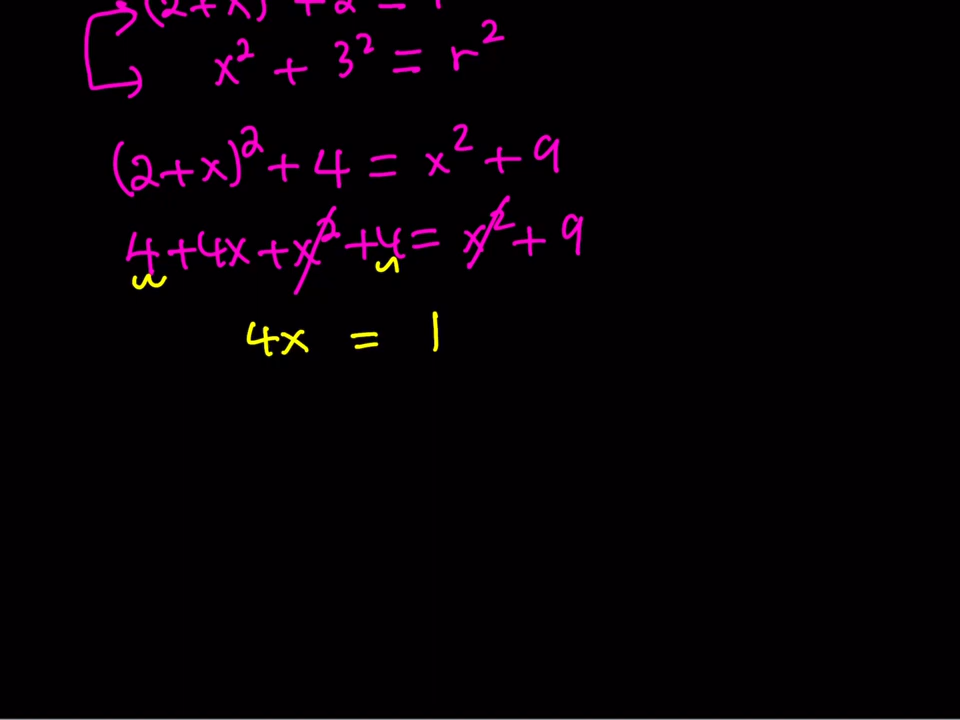 x² + 3² = r²
(2+x)² + 4 = x² + 9
4 + 4x + x² + 4 = x² + 9
4x = 1